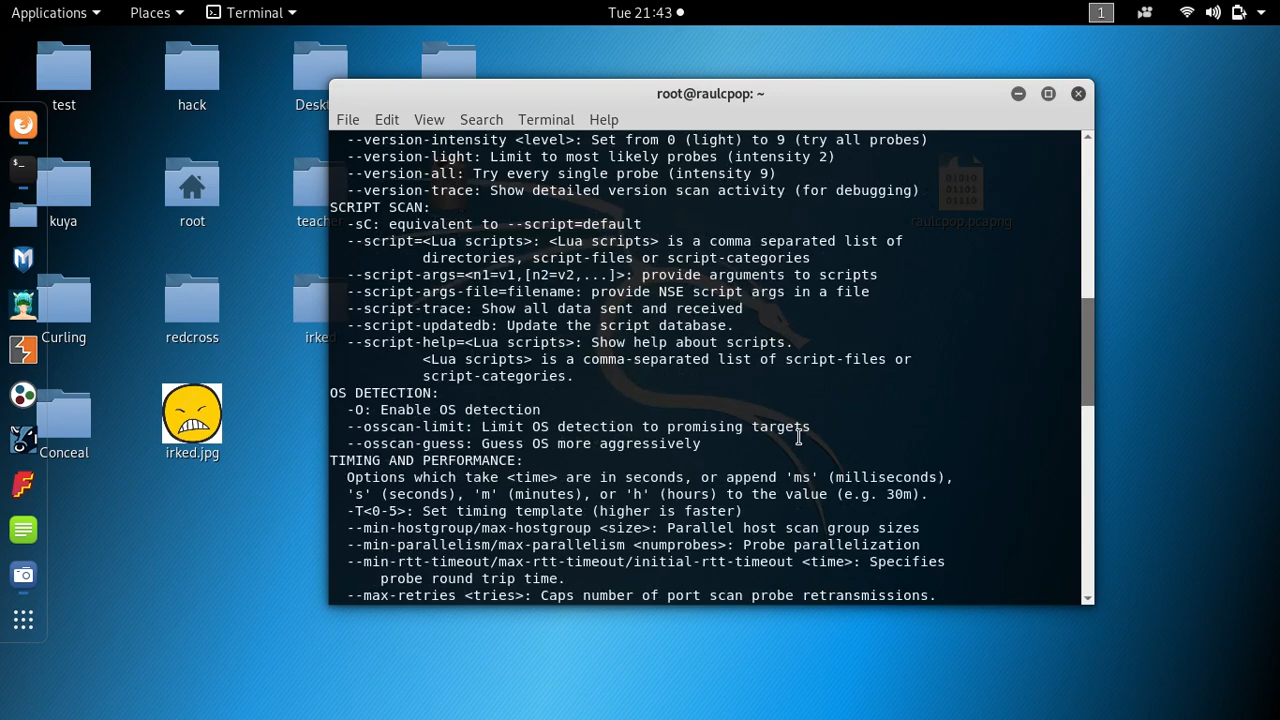 Applications Places Terminal Tue 21:43 1
test
hack
Deskt
kuya
root
teache
raulcpop.pcapng
Curling
redcross
irked
Conceal
irked.jpg
root@raulcpop: ~
File Edit View Search Terminal Help
--version-intensity <level>: Set from 0 (light) to 9 (try all probes)
--version-light: Limit to most likely probes (intensity 2)
--version-all: Try every single probe (intensity 9)
--version-trace: Show detailed version scan activity (for debugging)
SCRIPT SCAN:
-sC: equivalent to --script=default
--script=<Lua scripts>: <Lua scripts> is a comma separated list of
directories, script-files or script-categories
--script-args=<n1=v1,[n2=v2,...]>: provide arguments to scripts
--script-args-file=filename: provide NSE script args in a file
--script-trace: Show all data sent and received
--script-updatedb: Update the script database.
--script-help=<Lua scripts>: Show help about scripts.
<Lua scripts> is a comma-separated list of script-files or
script-categories.
OS DETECTION:
-O: Enable OS detection
--osscan-limit: Limit OS detection to promising targets
--osscan-guess: Guess OS more aggressively
TIMING AND PERFORMANCE:
Options which take <time> are in seconds, or append 'ms' (milliseconds),
's' (seconds), 'm' (minutes), or 'h' (hours) to the value (e.g. 30m).
-T<0-5>: Set timing template (higher is faster)
--min-hostgroup/max-hostgroup <size>: Parallel host scan group sizes
--min-parallelism/max-parallelism <numprobes>: Probe parallelization
--min-rtt-timeout/max-rtt-timeout/initial-rtt-timeout <time>: Specifies
probe round trip time.
--max-retries <tries>: Caps number of port scan probe retransmissions.